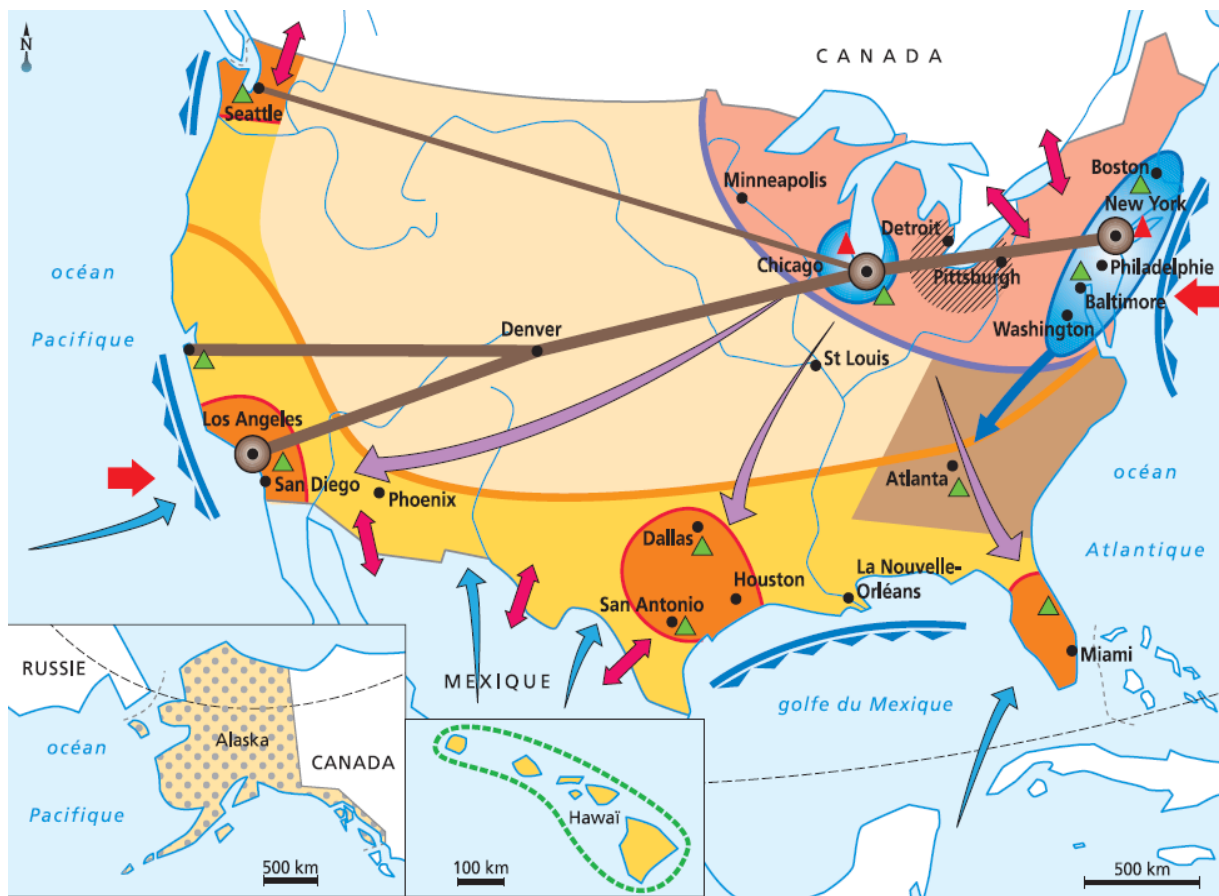 N
CANADA
Seattle
Minneapolis
Boston
New York
Detroit
Chicago
Pittsburgh
Philadelphie
Baltimore
Washington
océan
Pacifique
Denver
St Louis
Los Angeles
San Diego
Phoenix
Atlanta
océan
Atlantique
Dallas
Houston
San Antonio
La Nouvelle-
Orléans
Miami
MEXIQUE
golfe du Mexique
RUSSIE
océan
Pacifique
Alaska
CANADA
500 km
Hawaï
100 km
500 km